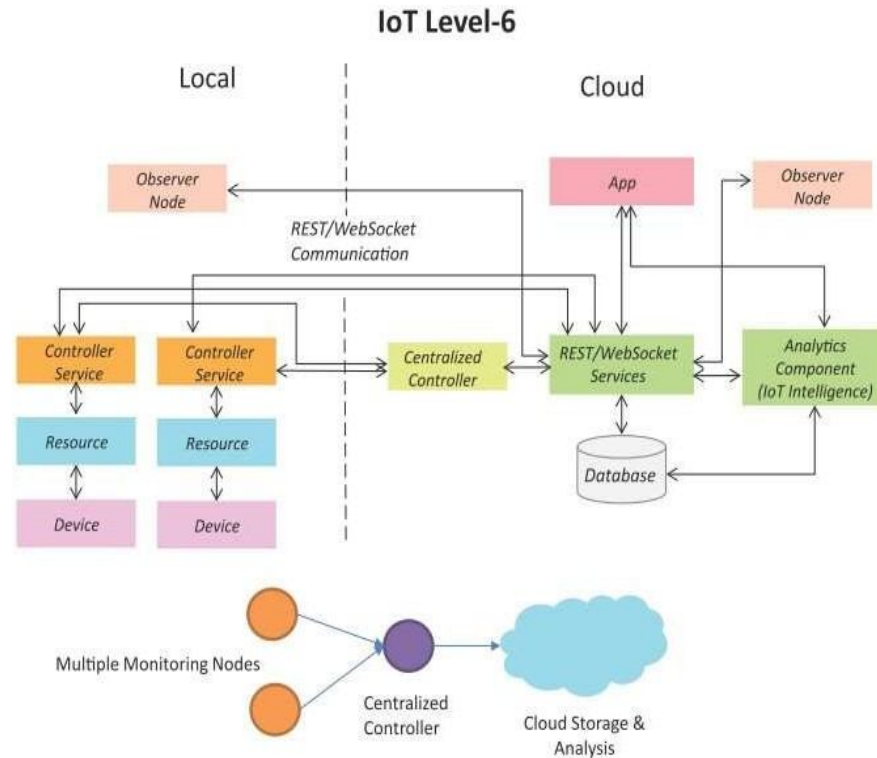 IoT Level-6
Local
Cloud
Observer
Node
App
Observer
Node
REST/WebSocket
Communication
Controller
Service
Controller
Service
Centralized
Controller
REST/WebSocket
Services
Analytics
Component
(IoT Intelligence)
Resource
Resource
Database
Device
Device
Multiple Monitoring Nodes
Centralized
Controller
Cloud Storage &
Analysis